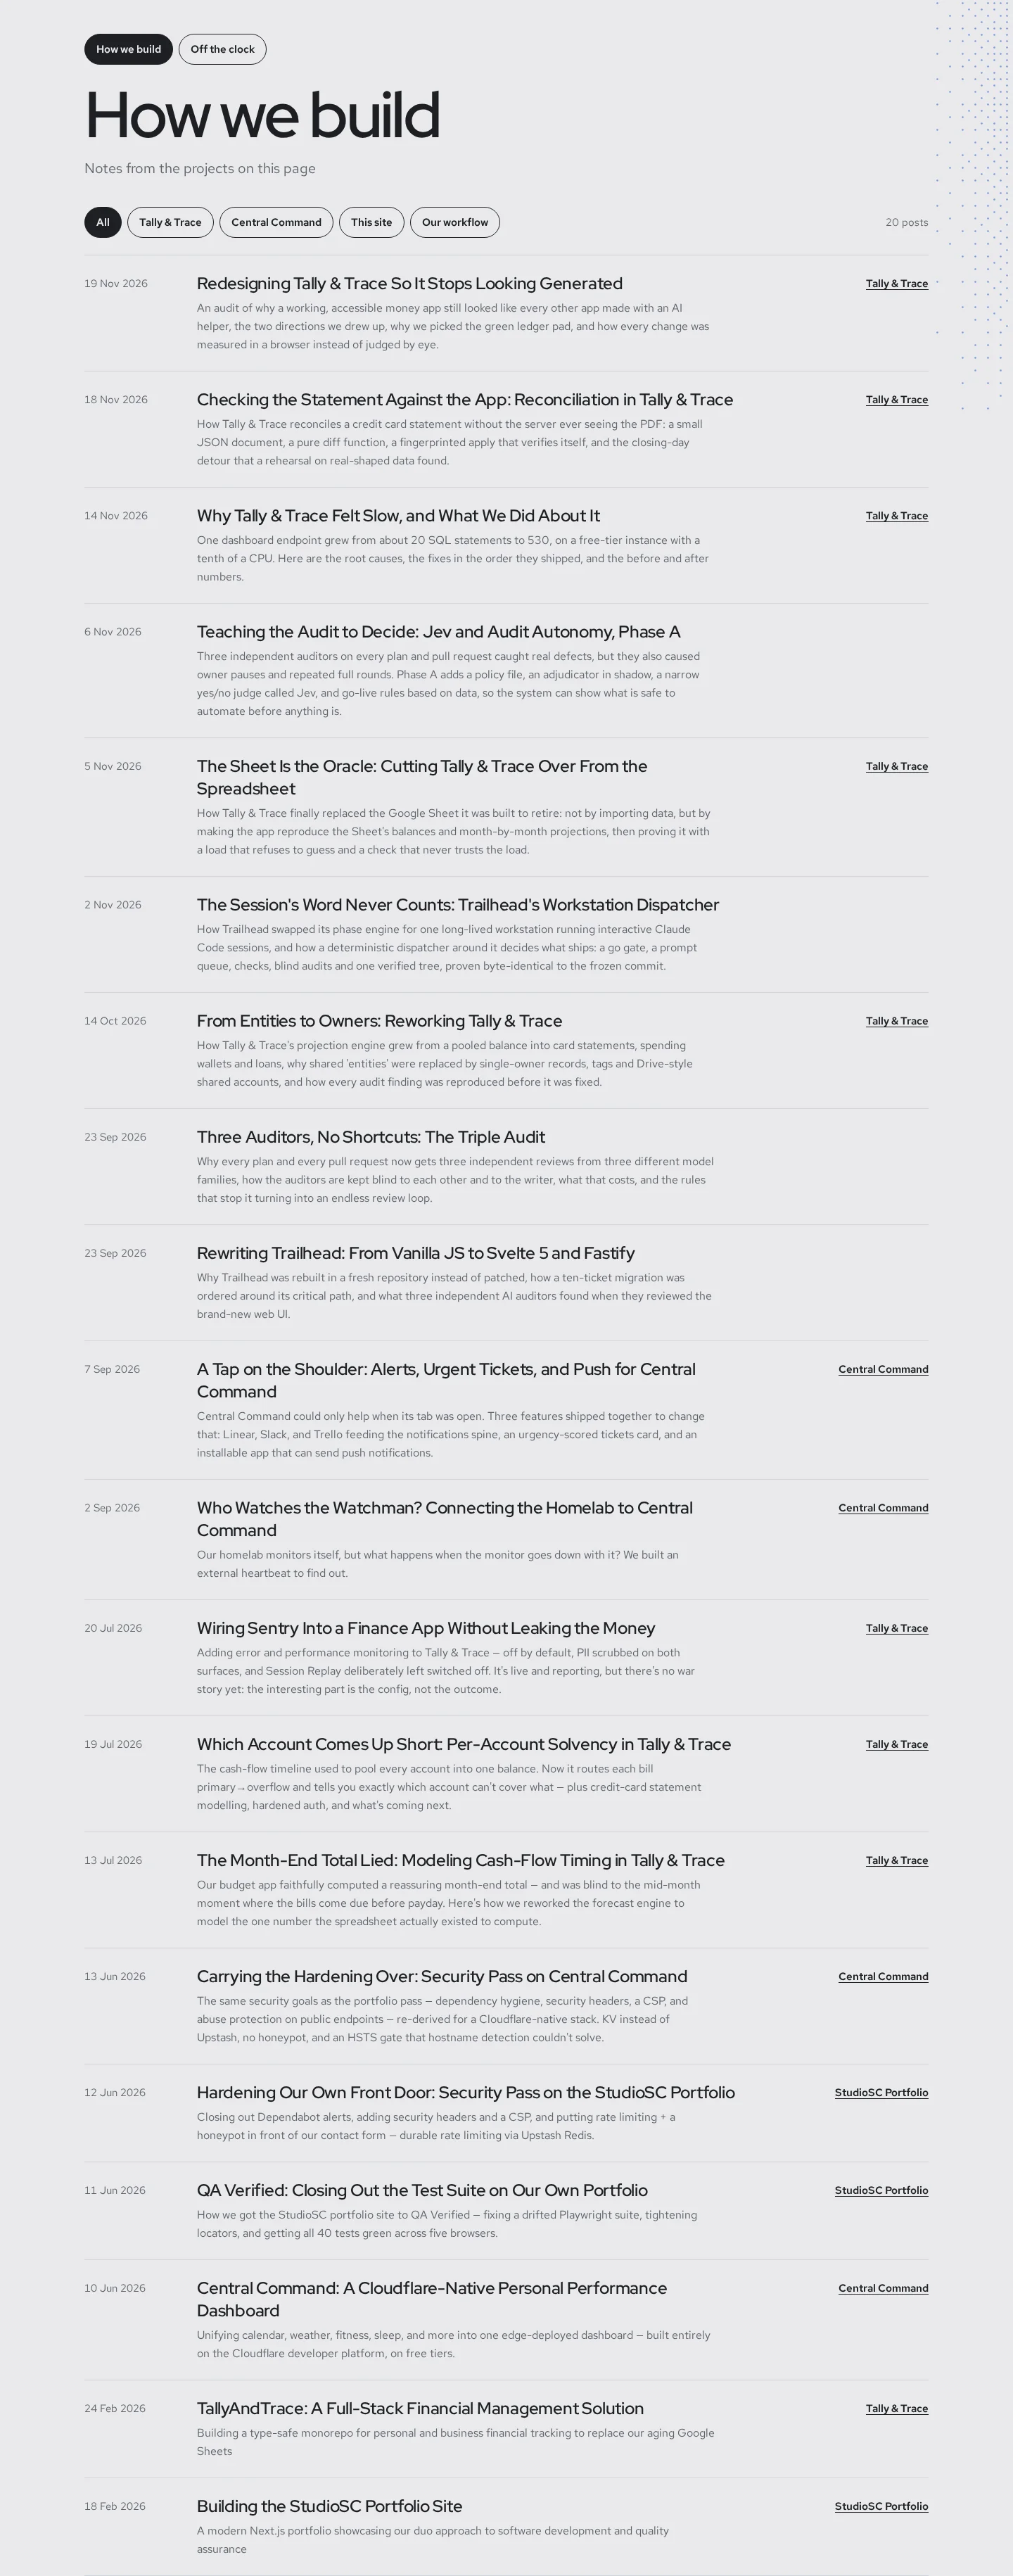 How we build
Off the clock
How we build
Notes from the projects on this page
All
Tally & Trace
Central Command
This site
Our workflow
20 posts
19 Nov 2026
Redesigning Tally & Trace So It Stops Looking Generated
Tally & Trace
An audit of why a working, accessible money app still looked like every other app made with an AI
helper, the two directions we drew up, why we picked the green ledger pad, and how every change was
measured in a browser instead of judged by eye.
18 Nov 2026
Checking the Statement Against the App: Reconciliation in Tally & Trace
Tally & Trace
How Tally & Trace reconciles a credit card statement without the server ever seeing the PDF: a small
JSON document, a pure diff function, a fingerprinted apply that verifies itself, and the closing-day
detour that a rehearsal on real-shaped data found.
14 Nov 2026
Why Tally & Trace Felt Slow, and What We Did About It
Tally & Trace
One dashboard endpoint grew from about 20 SQL statements to 530, on a free-tier instance with a
tenth of a CPU. Here are the root causes, the fixes in the order they shipped, and the before and after
numbers.
6 Nov 2026
Teaching the Audit to Decide: Jev and Audit Autonomy, Phase A
Three independent auditors on every plan and pull request caught real defects, but they also caused
owner pauses and repeated full rounds. Phase A adds a policy file, an adjudicator in shadow, a narrow
yes/no judge called Jev, and go-live rules based on data, so the system can show what is safe to
automate before anything is.
5 Nov 2026
The Sheet Is the Oracle: Cutting Tally & Trace Over From the
Spreadsheet
Tally & Trace
How Tally & Trace finally replaced the Google Sheet it was built to retire: not by importing data, but by
making the app reproduce the Sheet's balances and month-by-month projections, then proving it with
a load that refuses to guess and a check that never trusts the load.
2 Nov 2026
The Session's Word Never Counts: Trailhead's Workstation Dispatcher
How Trailhead swapped its phase engine for one long-lived workstation running interactive Claude
Code sessions, and how a deterministic dispatcher around it decides what ships: a go gate, a prompt
queue, checks, blind audits and one verified tree, proven byte-identical to the frozen commit.
14 Oct 2026
From Entities to Owners: Reworking Tally & Trace
Tally & Trace
How Tally & Trace's projection engine grew from a pooled balance into card statements, spending
wallets and loans, why shared 'entities' were replaced by single-owner records, tags and Drive-style
shared accounts, and how every audit finding was reproduced before it was fixed.
23 Sep 2026
Three Auditors, No Shortcuts: The Triple Audit
Why every plan and every pull request now gets three independent reviews from three different model
families, how the auditors are kept blind to each other and to the writer, what that costs, and the rules
that stop it turning into an endless review loop.
23 Sep 2026
Rewriting Trailhead: From Vanilla JS to Svelte 5 and Fastify
Why Trailhead was rebuilt in a fresh repository instead of patched, how a ten-ticket migration was
ordered around its critical path, and what three independent AI auditors found when they reviewed the
brand-new web UI.
7 Sep 2026
A Tap on the Shoulder: Alerts, Urgent Tickets, and Push for Central
Command
Central Command
Central Command could only help when its tab was open. Three features shipped together to change
that: Linear, Slack, and Trello feeding the notifications spine, an urgency-scored tickets card, and an
installable app that can send push notifications.
2 Sep 2026
Who Watches the Watchman? Connecting the Homelab to Central
Command
Central Command
Our homelab monitors itself, but what happens when the monitor goes down with it? We built an
external heartbeat to find out.
20 Jul 2026
Wiring Sentry Into a Finance App Without Leaking the Money
Tally & Trace
Adding error and performance monitoring to Tally & Trace — off by default, PII scrubbed on both
surfaces, and Session Replay deliberately left switched off. It's live and reporting, but there's no war
story yet: the interesting part is the config, not the outcome.
19 Jul 2026
Which Account Comes Up Short: Per-Account Solvency in Tally & Trace
Tally & Trace
The cash-flow timeline used to pool every account into one balance. Now it routes each bill
primary→overflow and tells you exactly which account can't cover what — plus credit-card statement
modelling, hardened auth, and what's coming next.
13 Jul 2026
The Month-End Total Lied: Modeling Cash-Flow Timing in Tally & Trace
Tally & Trace
Our budget app faithfully computed a reassuring month-end total — and was blind to the mid-month
moment where the bills come due before payday. Here's how we reworked the forecast engine to
model the one number the spreadsheet actually existed to compute.
13 Jun 2026
Carrying the Hardening Over: Security Pass on Central Command
Central Command
The same security goals as the portfolio pass — dependency hygiene, security headers, a CSP, and
abuse protection on public endpoints — re-derived for a Cloudflare-native stack. KV instead of
Upstash, no honeypot, and an HSTS gate that hostname detection couldn't solve.
12 Jun 2026
Hardening Our Own Front Door: Security Pass on the StudioSC Portfolio
StudioSC Portfolio
Closing out Dependabot alerts, adding security headers and a CSP, and putting rate limiting + a
honeypot in front of our contact form — durable rate limiting via Upstash Redis.
11 Jun 2026
QA Verified: Closing Out the Test Suite on Our Own Portfolio
StudioSC Portfolio
How we got the StudioSC portfolio site to QA Verified — fixing a drifted Playwright suite, tightening
locators, and getting all 40 tests green across five browsers.
10 Jun 2026
Central Command: A Cloudflare-Native Personal Performance
Dashboard
Central Command
Unifying calendar, weather, fitness, sleep, and more into one edge-deployed dashboard — built entirely
on the Cloudflare developer platform, on free tiers.
24 Feb 2026
TallyAndTrace: A Full-Stack Financial Management Solution
Tally & Trace
Building a type-safe monorepo for personal and business financial tracking to replace our aging Google
Sheets
18 Feb 2026
Building the StudioSC Portfolio Site
StudioSC Portfolio
A modern Next.js portfolio showcasing our duo approach to software development and quality
assurance